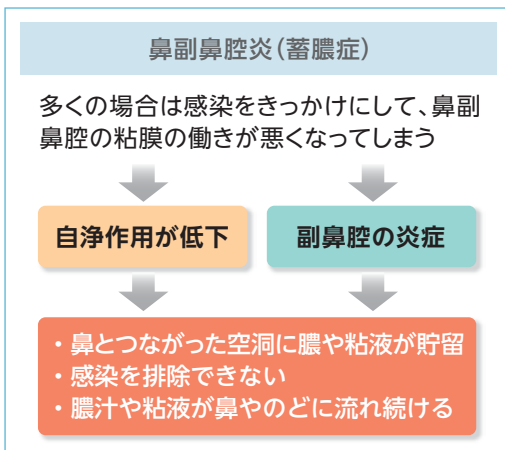 鼻副鼻腔炎（蓄膿症）
多くの場合は感染をきっかけにして、鼻副
鼻腔の粘膜の働きが悪くなってしまう
自浄作用が低下
副鼻腔の炎症
・鼻とつながった空洞に膿や粘液が貯留
・感染を排除できない
・膿汁や粘液が鼻やのどに流れ続ける